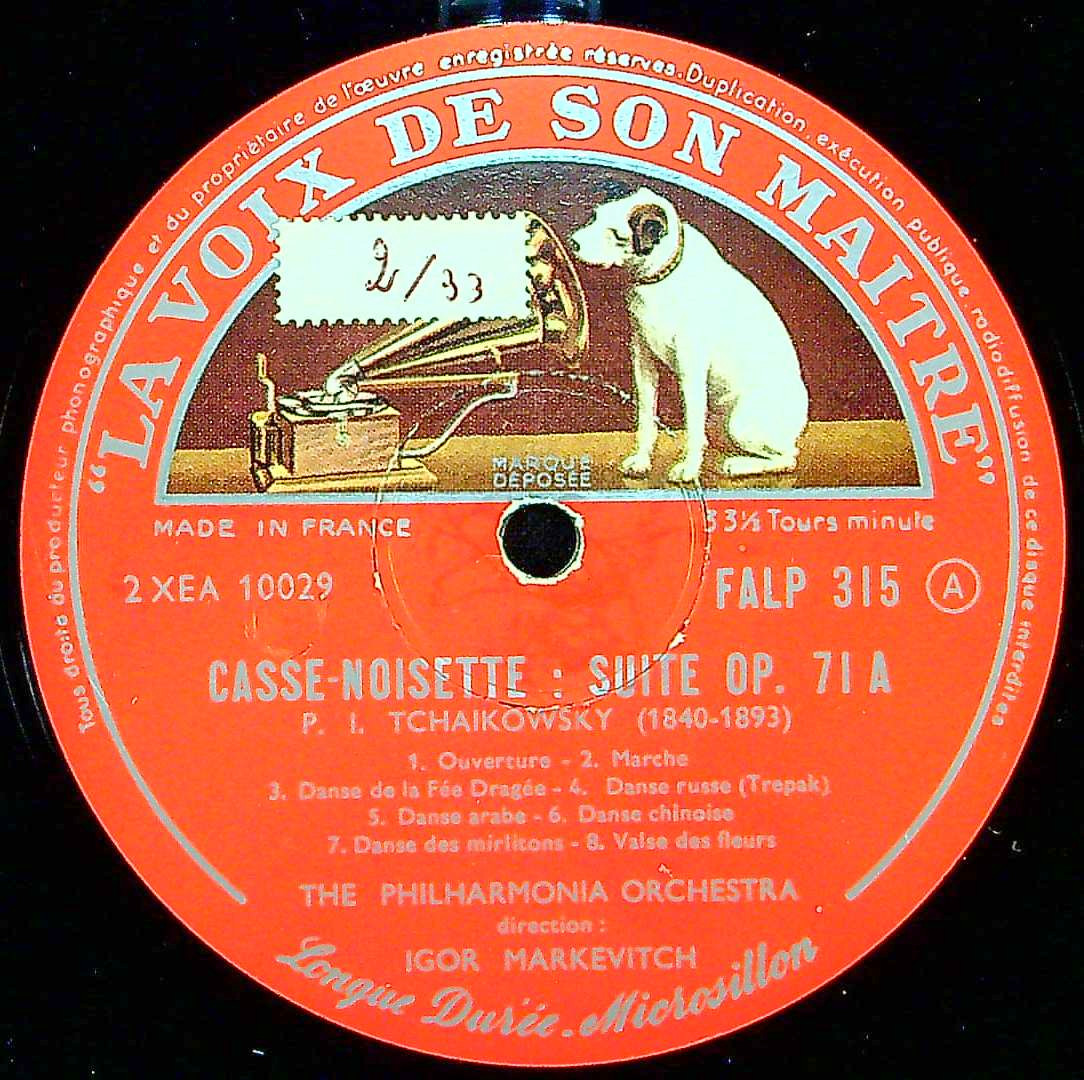 Tous droits du producteur phonographique et du propriétaire de l'œuvre enregistrée réservés. Duplication, exécution publique, radiodiffusion de ce disque interdites
“LA VOIX DE SON MAITRE”
2/33
MARQUE
DÉPOSÉE
MADE IN FRANCE
33⅓ Tours minute
2 XEA 10029
FALP 315 A
CASSE-NOISETTE : SUITE OP. 71 A
P. I. TCHAIKOWSKY (1840-1893)
1. Ouverture - 2. Marche
3. Danse de la Fée Dragée - 4. Danse russe (Trepak)
5. Danse arabe - 6. Danse chinoise
7. Danse des mirlitons - 8. Valse des fleurs
THE PHILHARMONIA ORCHESTRA
direction :
IGOR MARKEVITCH
Longue Durée - Microsillon